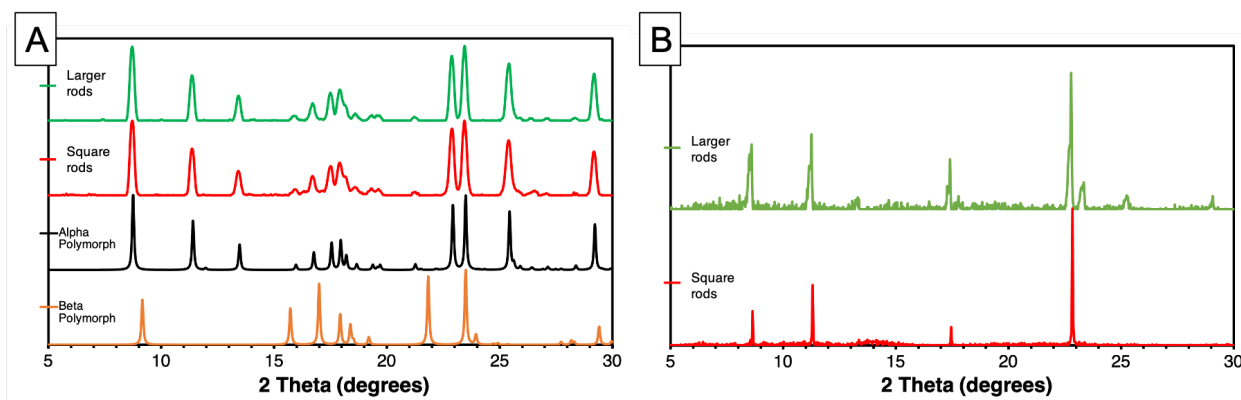 A
Larger
rods
Square
rods
Alpha
Polymorph
Beta
Polymorph
5 10 15 20 25 30
2 Theta (degrees)
B
Larger
rods
Square
rods
5 10 15 20 25 30
2 Theta (degrees)